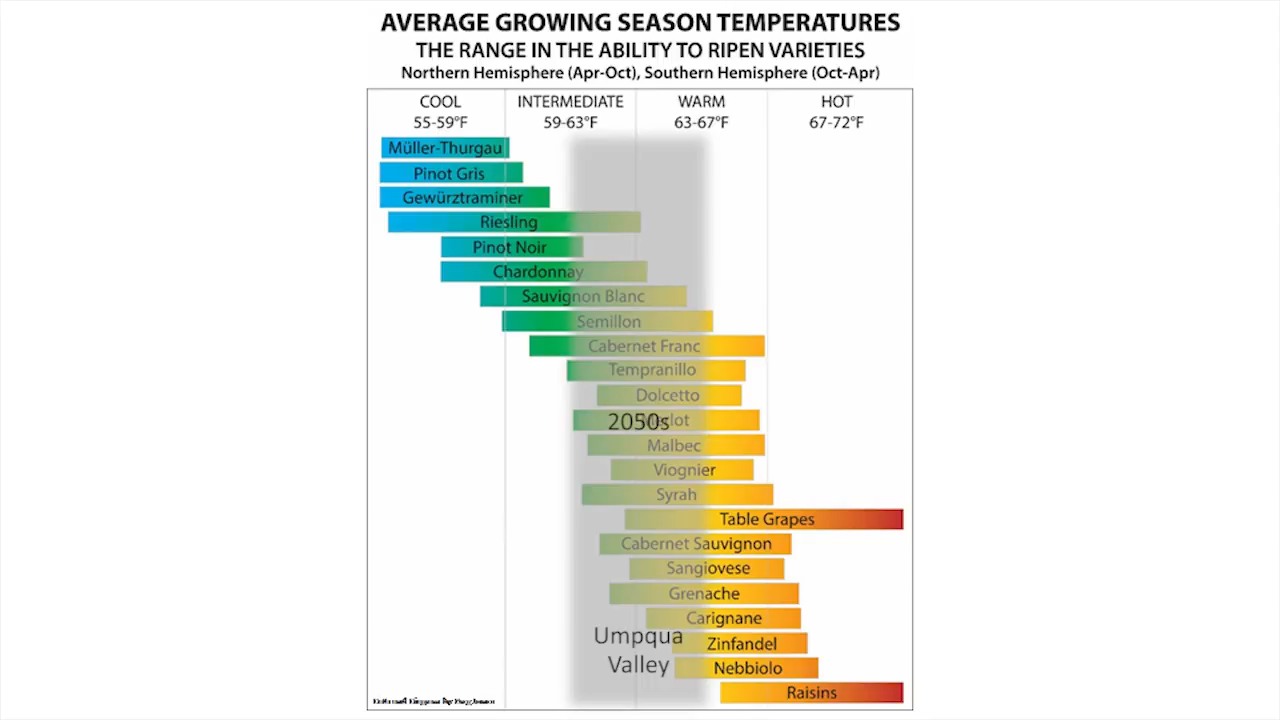 AVERAGE GROWING SEASON TEMPERATURES
THE RANGE IN THE ABILITY TO RIPEN VARIETIES
Northern Hemisphere (Apr-Oct), Southern Hemisphere (Oct-Apr)
COOL
55-59°F
INTERMEDIATE
59-63°F
WARM
63-67°F
HOT
67-72°F
Müller-Thurgau
Pinot Gris
Gewürztraminer
Riesling
Pinot Noir
Chardonnay
Sauvignon Blanc
Semillon
Cabernet Franc
Tempranillo
Dolcetto
2050s
Merlot
Malbec
Viognier
Syrah
Table Grapes
Cabernet Sauvignon
Sangiovese
Grenache
Carignane
Umpqua
Valley
Zinfandel
Nebbiolo
Raisins